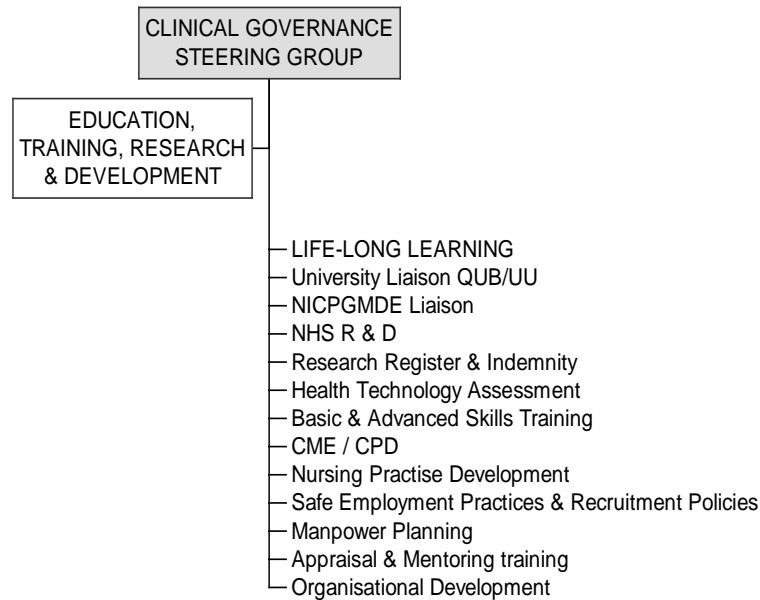 CLINICAL GOVERNANCE
STEERING GROUP
EDUCATION,
TRAINING, RESEARCH
& DEVELOPMENT
LIFE-LONG LEARNING
University Liaison QUB/UU
NICPGMDE Liaison
NHS R & D
Research Register & Indemnity
Health Technology Assessment
Basic & Advanced Skills Training
CME / CPD
Nursing Practise Development
Safe Employment Practices & Recruitment Policies
Manpower Planning
Appraisal & Mentoring training
Organisational Development